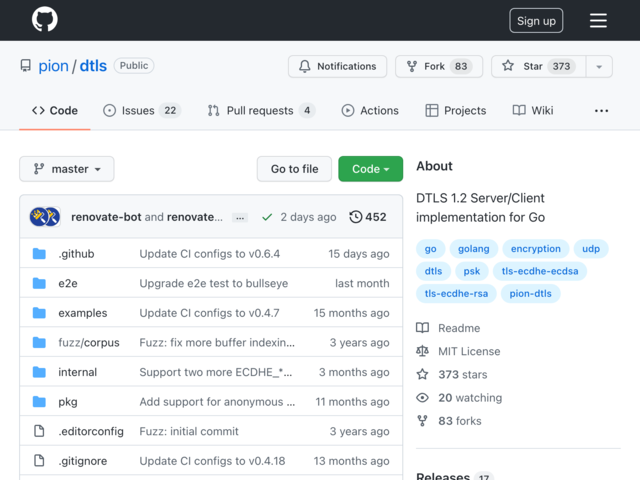 Sign up
pion / dtls Public
Notifications Fork 83 Star 373
Code Issues 22 Pull requests 4 Actions Projects Wiki ...
master Go to file Code
renovate-bot and renovate... ... 2 days ago 452
.github Update CI configs to v0.6.4 15 days ago
e2e Upgrade e2e test to bullseye last month
examples Update CI configs to v0.4.7 15 months ago
fuzz/corpus Fuzz: fix more buffer indexin... 3 years ago
internal Support two more ECDHE_*... 3 months ago
pkg Add support for anonymous ... 11 months ago
.editorconfig Fuzz: initial commit 3 years ago
.gitignore Update CI configs to v0.4.18 13 months ago
About
DTLS 1.2 Server/Client
implementation for Go
go golang encryption udp
dtls psk tls-ecdhe-ecdsa
tls-ecdhe-rsa pion-dtls
Readme
MIT License
373 stars
20 watching
83 forks
Releases 17